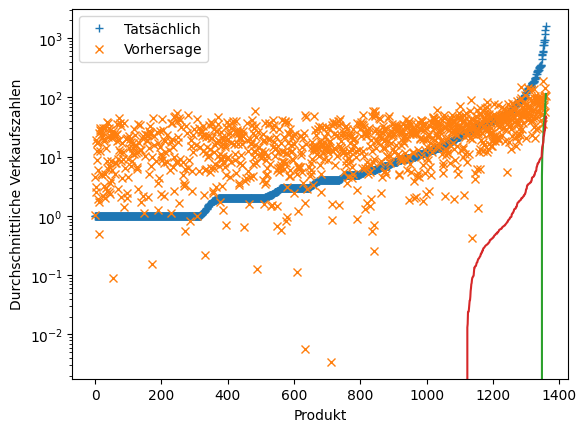 Tatsächlich
Vorhersage
Durchschnittliche Verkaufszahlen
10³
10²
10¹
10⁰
10⁻¹
10⁻²
0 200 400 600 800 1000 1200 1400
Produkt